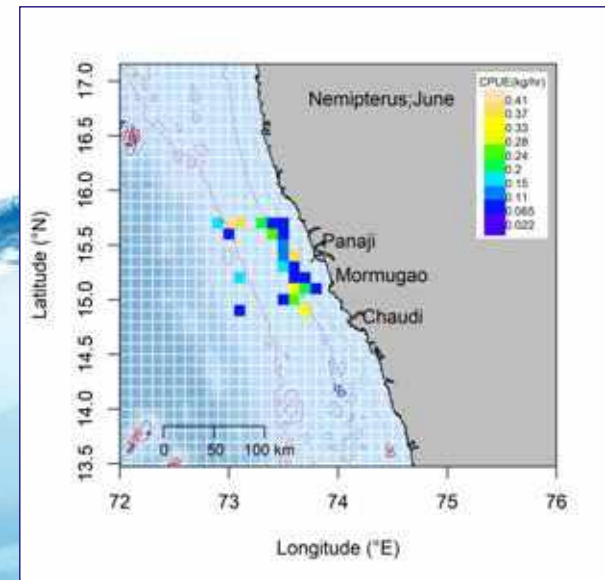 Nemipterus;June
CPUE(kg/hr)
0.41
0.37
0.33
0.28
0.24
0.2
0.15
0.11
0.065
0.022
Panaji
Mormugao
Chaudi
Latitude (°N)
17.0
16.5
16.0
15.5
15.0
14.5
14.0
13.5
0 50 100 km
72 73 74 75 76
Longitude (°E)